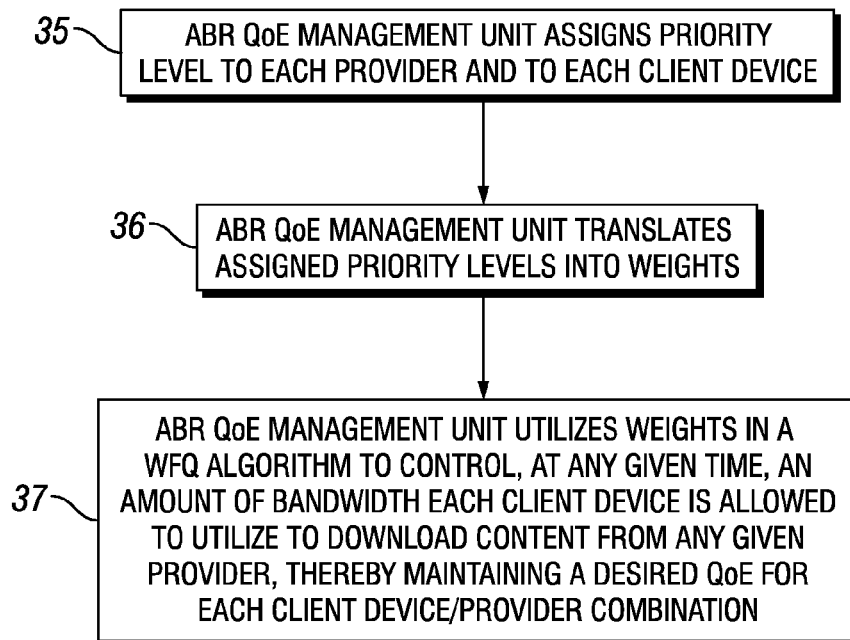 35
ABR QoE MANAGEMENT UNIT ASSIGNS PRIORITY
LEVEL TO EACH PROVIDER AND TO EACH CLIENT DEVICE
36
ABR QoE MANAGEMENT UNIT TRANSLATES
ASSIGNED PRIORITY LEVELS INTO WEIGHTS
37
ABR QoE MANAGEMENT UNIT UTILIZES WEIGHTS IN A
WFQ ALGORITHM TO CONTROL, AT ANY GIVEN TIME, AN
AMOUNT OF BANDWIDTH EACH CLIENT DEVICE IS ALLOWED
TO UTILIZE TO DOWNLOAD CONTENT FROM ANY GIVEN
PROVIDER, THEREBY MAINTAINING A DESIRED QoE FOR
EACH CLIENT DEVICE/PROVIDER COMBINATION